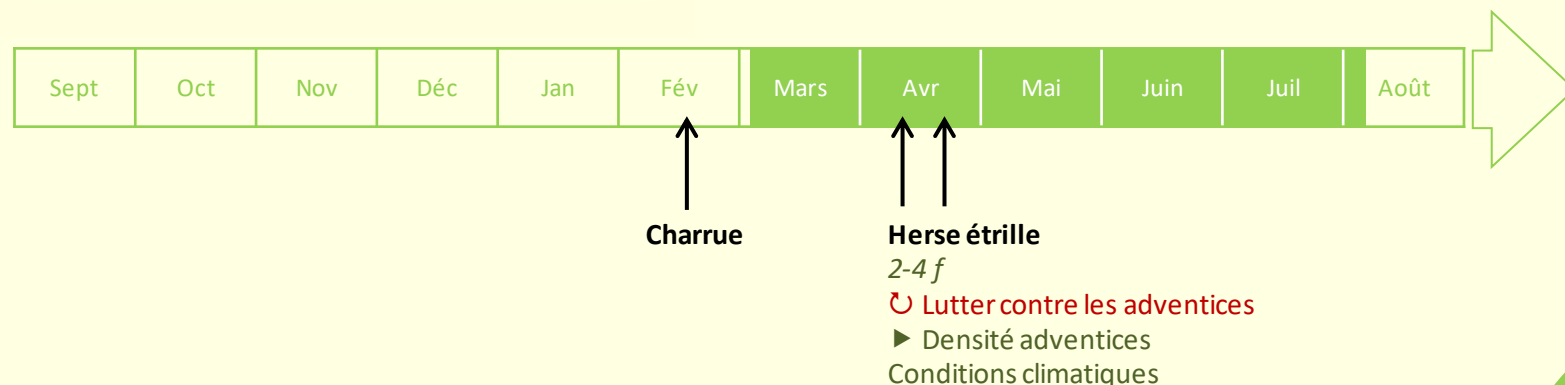 Sept Oct Nov Déc Jan Fév Mars Avr Mai Juin Juil Août
Charrue
Herse étrille
2-4 f
↻ Lutter contre les adventices
► Densité adventices
Conditions climatiques